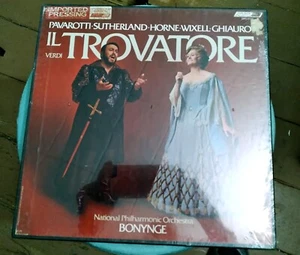 IMPORTED
PRESSING
PAVAROTTI·SUTHERLAND·HORNE·WIXELL·GHIAUROV
IL TROVATORE
VERDI
National Philharmonic Orchestra
BONYNGE